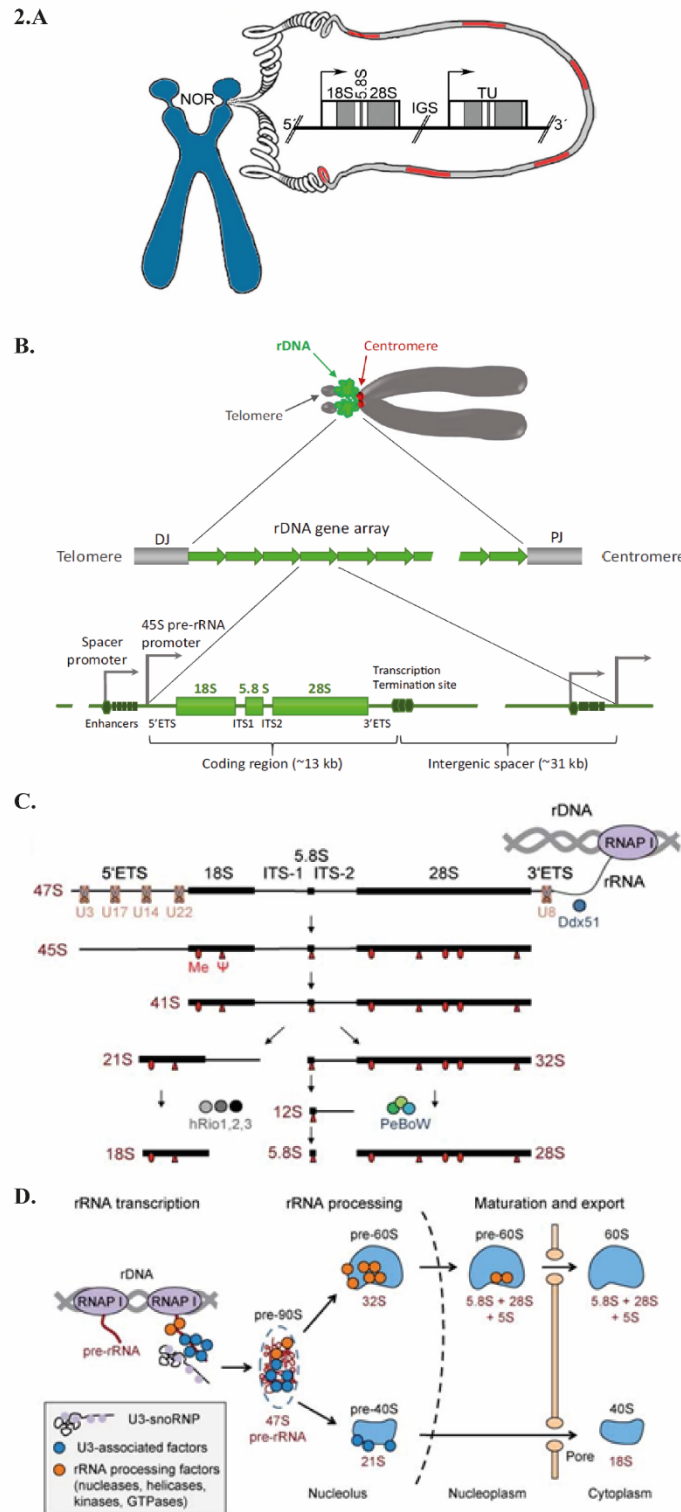 2.A
NOR
18S 5.8S 28S
IGS
TU
5´
3´
B.
rDNA
Centromere
Telomere
DJ
rDNA gene array
PJ
Telomere
Centromere
45S pre-rRNA
promoter
Spacer
promoter
18S 5.8 S 28S
Transcription
Termination site
Enhancers
5'ETS ITS1 ITS2 3'ETS
Coding region (~13 kb)
Intergenic spacer (~31 kb)
C.
rDNA
RNAP I
rRNA
Ddx51
5.8S
5'ETS 18S ITS-1 ITS-2 28S 3'ETS
47S
U3 U17 U14 U22 U8
45S
Me Ψ
41S
21S 32S
hRio1,2,3
12S
PeBoW
18S 5.8S 28S
D.
rRNA transcription rRNA processing Maturation and export
rDNA
RNAP I RNAP I
pre-rRNA
pre-60S
32S
pre-90S
47S
pre-rRNA
pre-40S
21S
pre-60S
5.8S + 28S
+ 5S
60S
5.8S + 28S
+ 5S
40S
18S
Pore
U3-snoRNP
U3-associated factors
rRNA processing factors
(nucleases, helicases,
kinases, GTPases)
Nucleolus Nucleoplasm Cytoplasm